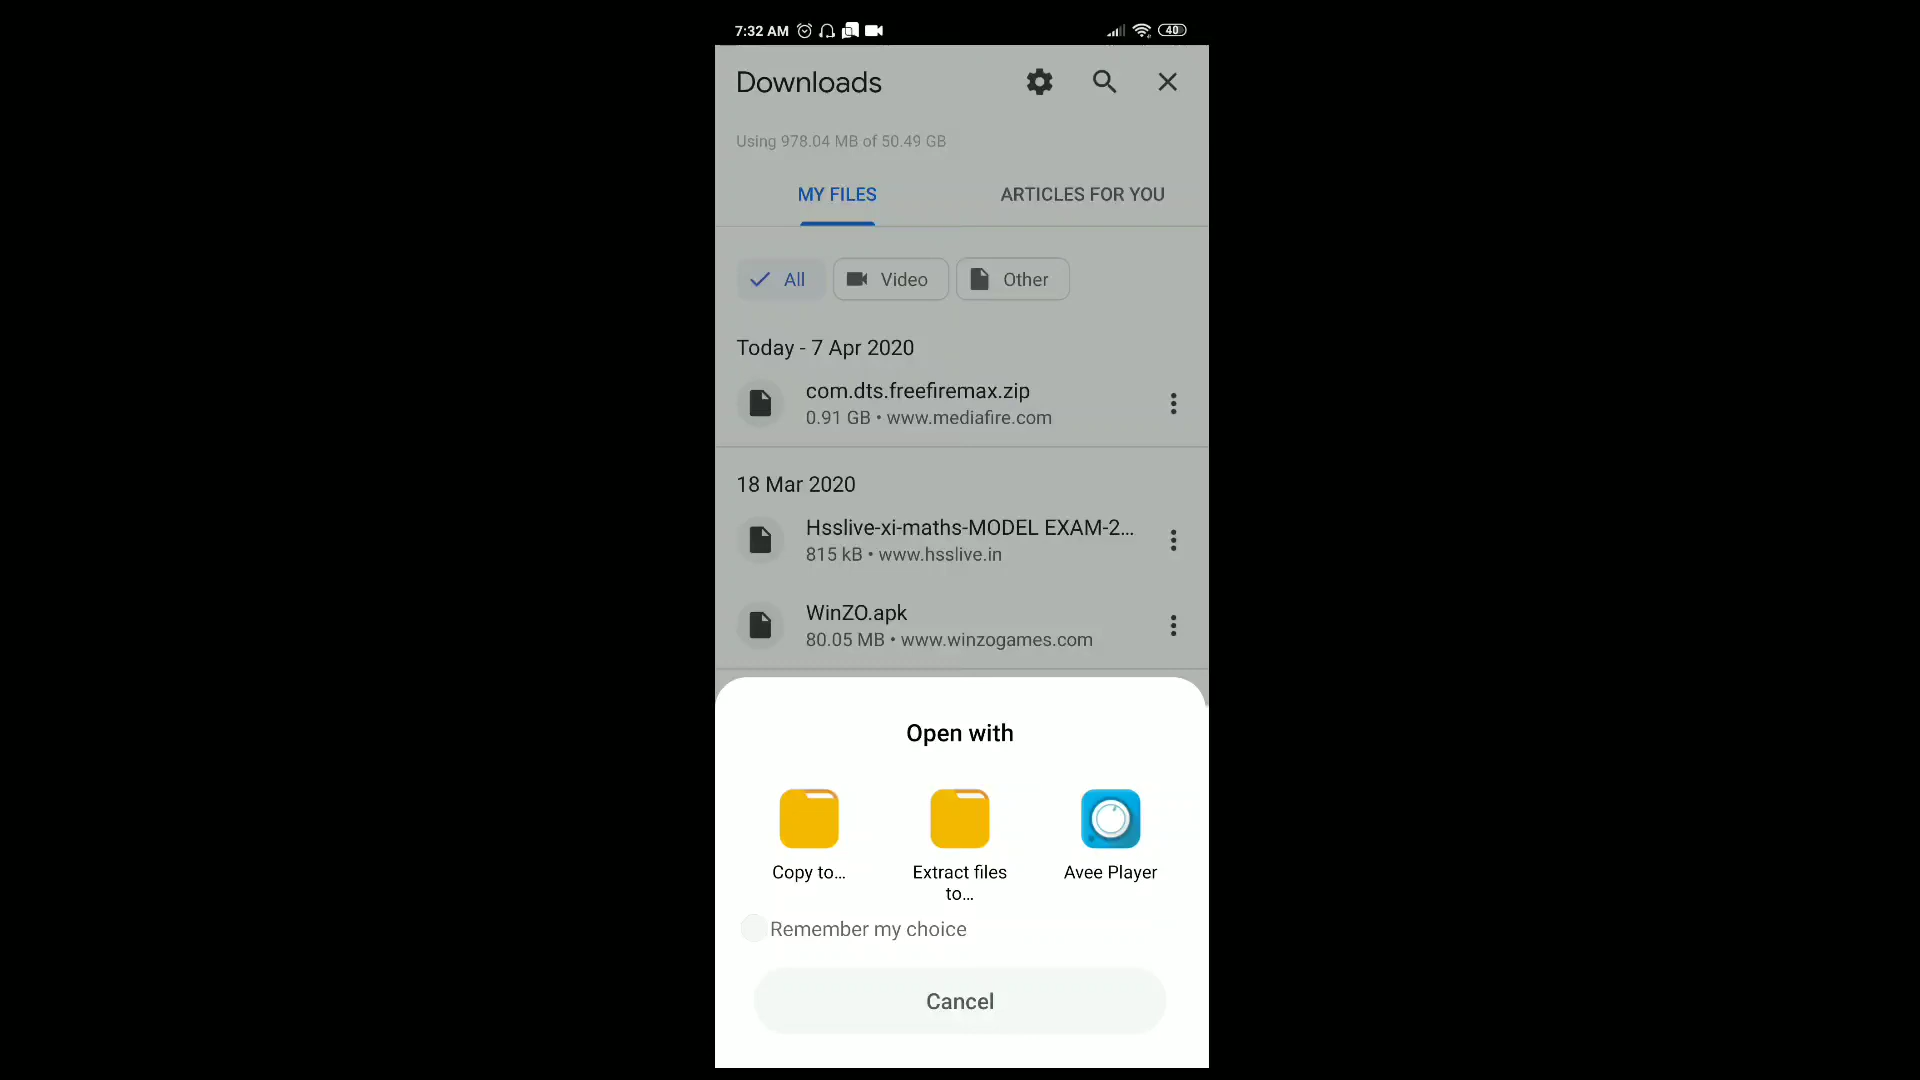 7:32 AM
40
Downloads
Using 978.04 MB of 50.49 GB
MY FILES
ARTICLES FOR YOU
All
Video
Other
Today - 7 Apr 2020
com.dts.freefiremax.zip
0.91 GB • www.mediafire.com
18 Mar 2020
Hsslive-xi-maths-MODEL EXAM-2...
815 kB • www.hsslive.in
WinZO.apk
80.05 MB • www.winzogames.com
Open with
Copy to...
Extract files
to...
Avee Player
Remember my choice
Cancel